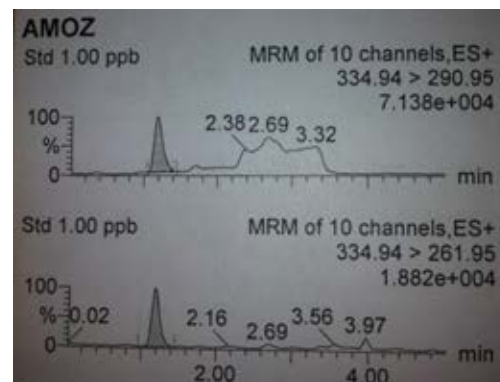 AMOZ
Std 1.00 ppb
MRM of 10 channels,ES+
334.94 > 290.95
7.138e+004
100
%
0
2.38 2.69 3.32
min
Std 1.00 ppb
MRM of 10 channels,ES+
334.94 > 261.95
1.882e+004
100
%
0
0.02
2.16
2.69
3.56
3.97
min
2.00
4.00